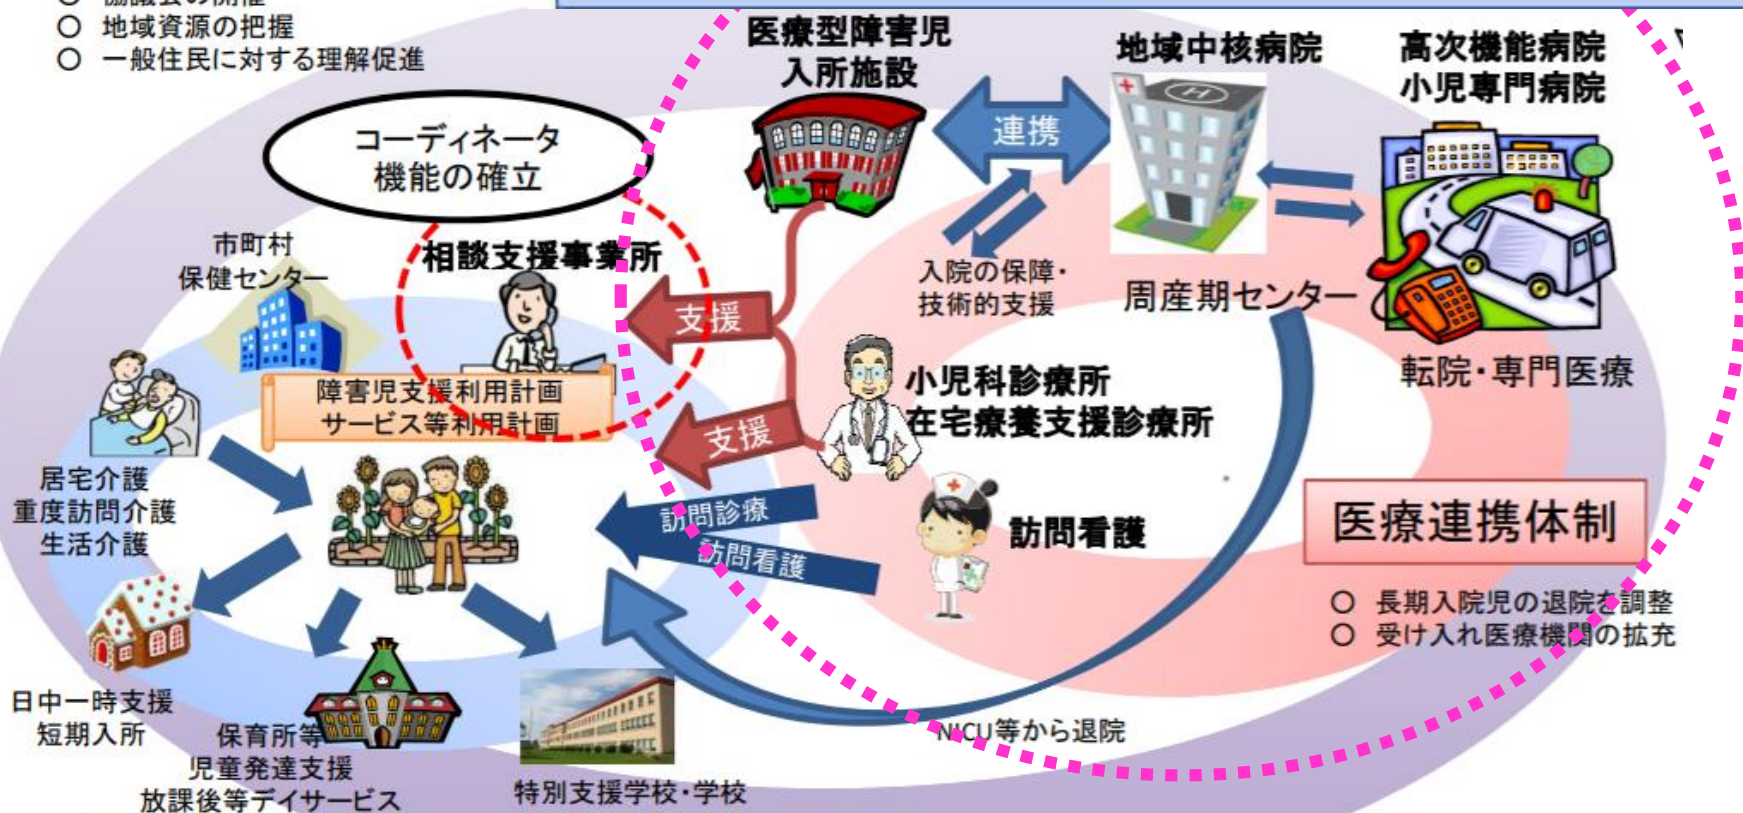 〇 協議会の開催
〇 地域資源の把握
〇 一般住民に対する理解促進
医療型障害児
入所施設
地域中核病院
高次機能病院
小児専門病院
コーディネータ
機能の確立
連携
市町村
保健センター
相談支援事業所
入院の保障・
技術的支援
周産期センター
支援
転院・専門医療
障害児支援利用計画
サービス等利用計画
小児科診療所
在宅療養支援診療所
支援
居宅介護
重度訪問介護
生活介護
訪問診療
訪問看護
訪問看護
医療連携体制
〇 長期入院児の退院を調整
〇 受け入れ医療機関の拡充
日中一時支援
短期入所
保育所等
児童発達支援
放課後等デイサービス
特別支援学校・学校
NICU等から退院